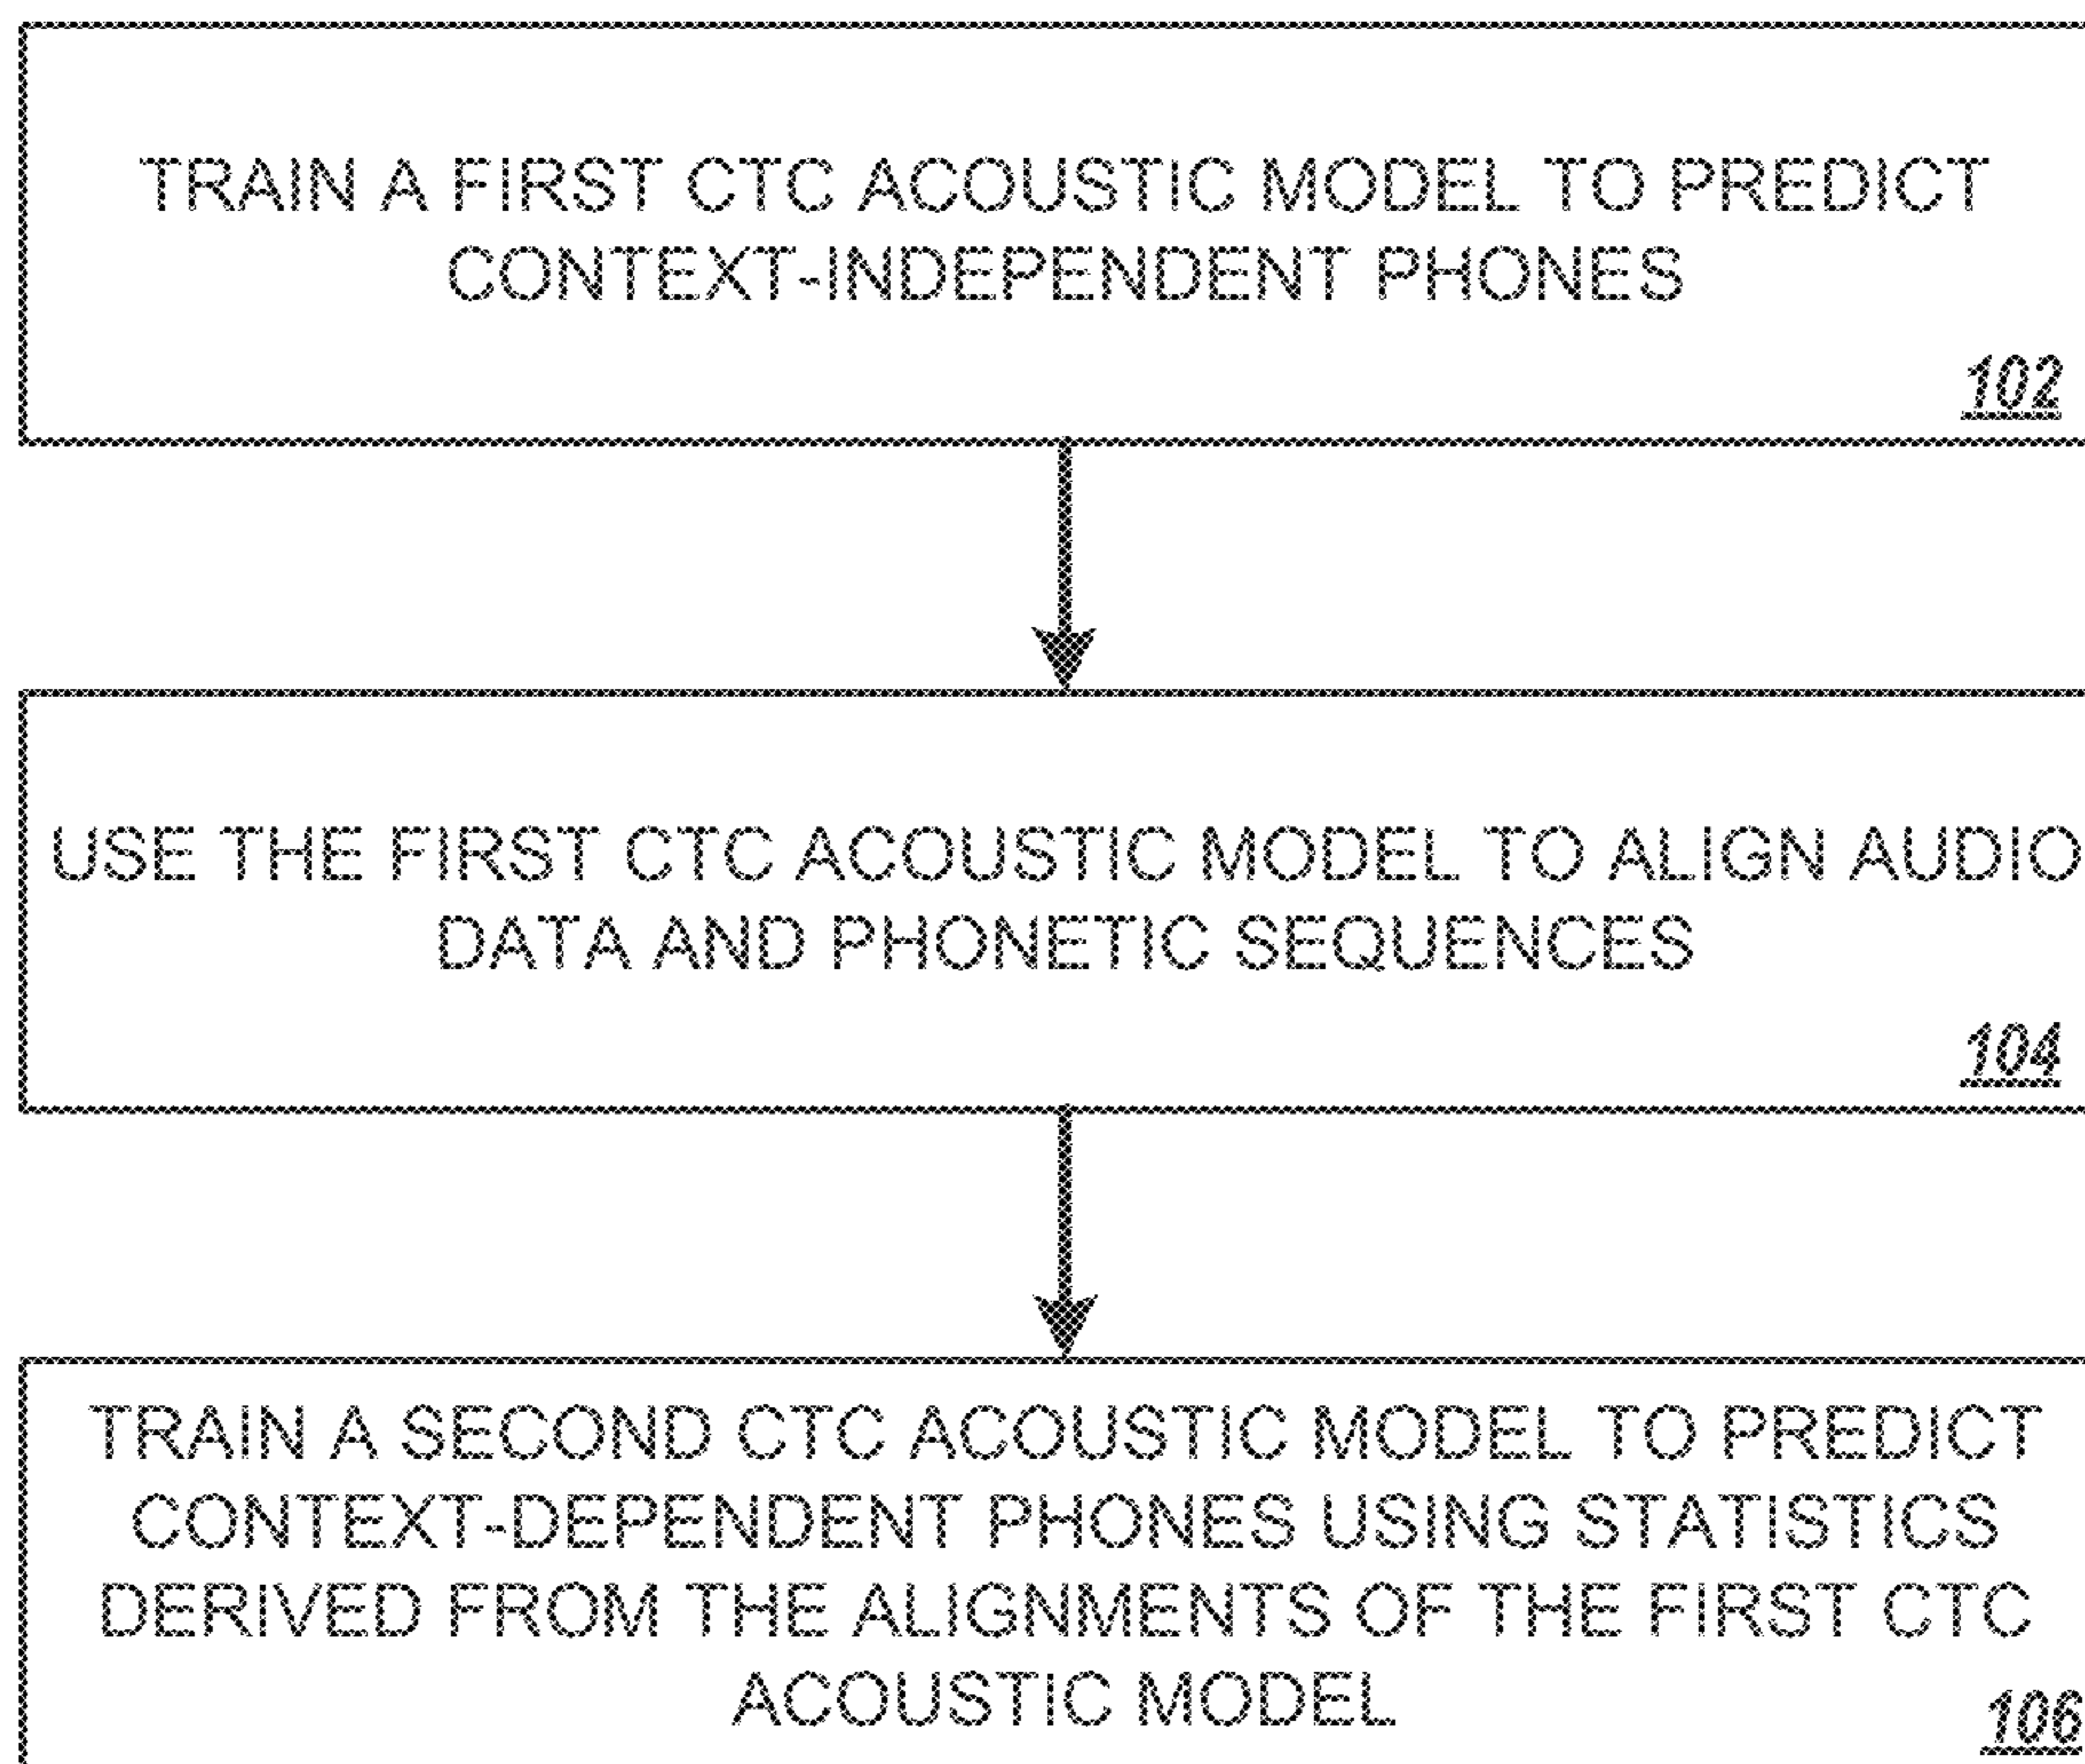 TRAIN A FIRST CTC ACOUSTIC MODEL TO PREDICT
CONTEXT-INDEPENDENT PHONES
102
USE THE FIRST CTC ACOUSTIC MODEL TO ALIGN AUDIO
DATA AND PHONETIC SEQUENCES
104
TRAIN A SECOND CTC ACOUSTIC MODEL TO PREDICT
CONTEXT-DEPENDENT PHONES USING STATISTICS
DERIVED FROM THE ALIGNMENTS OF THE FIRST CTC
ACOUSTIC MODEL
106